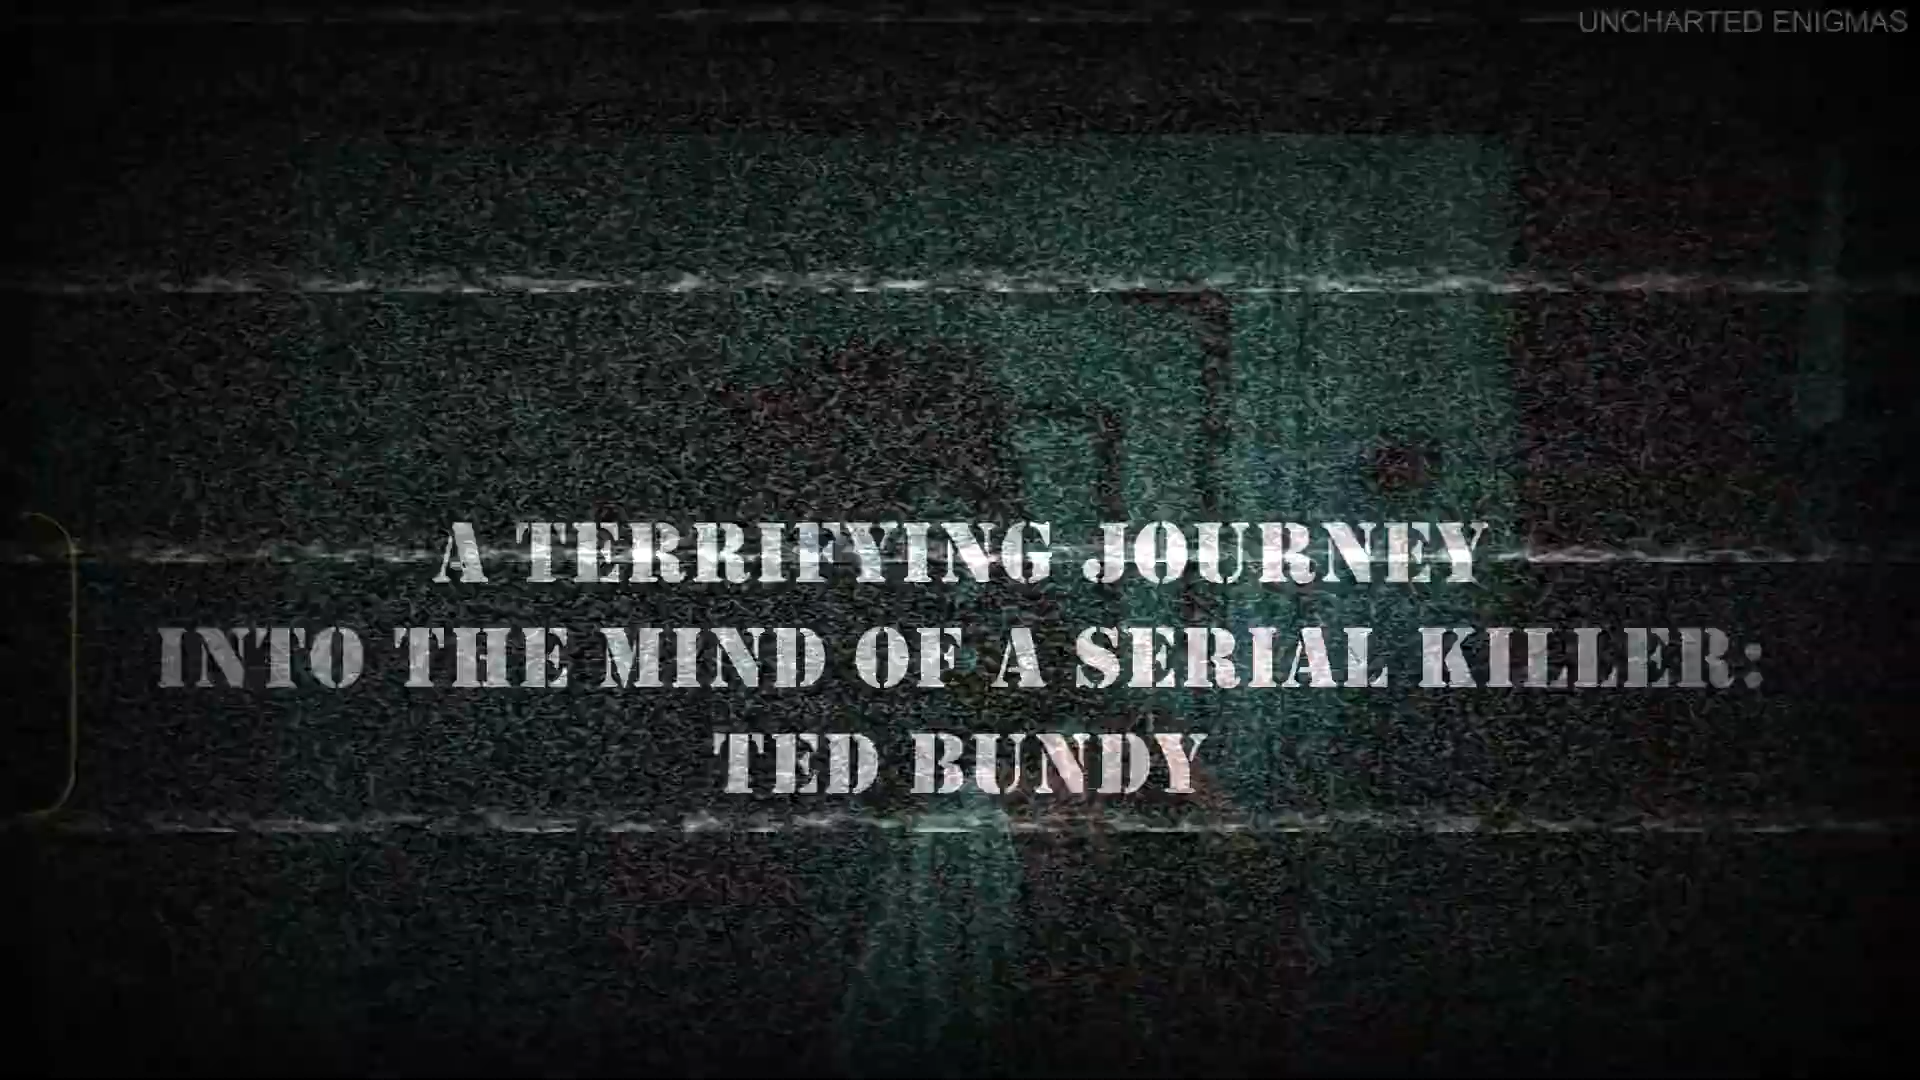 UNCHARTED ENIGMAS
A TERRIFYING JOURNEY
INTO THE MIND OF A SERIAL KILLER:
TED BUNDY